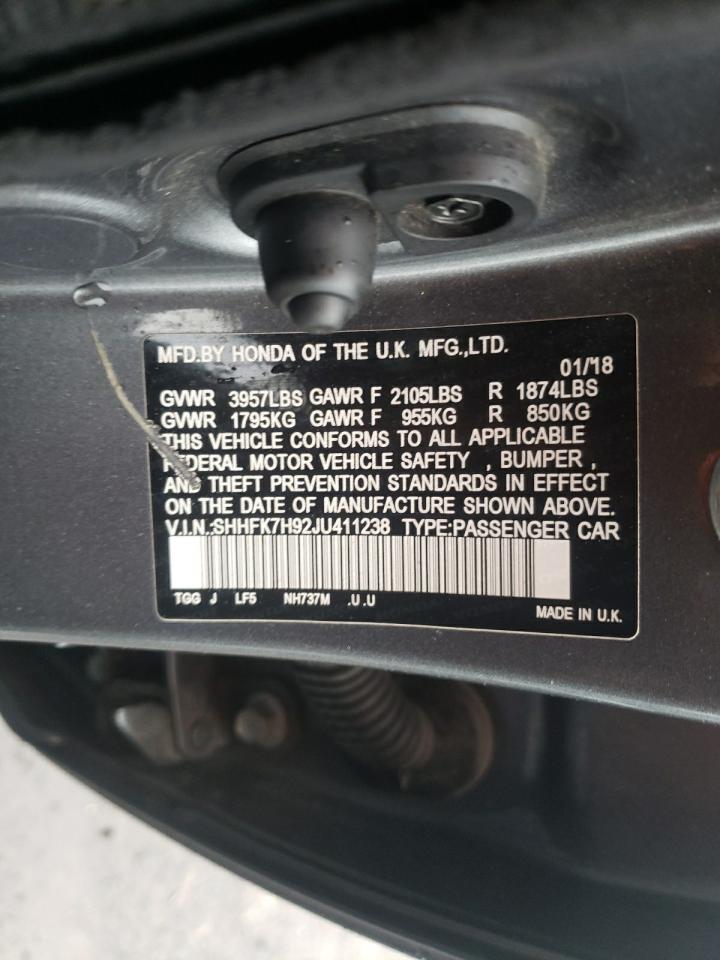 MFD.BY HONDA OF THE U.K. MFG.,LTD.
01/18
GVWR 3957LBS GAWR F 2105LBS R 1874LBS
GVWR 1795KG GAWR F 955KG R 850KG
THIS VEHICLE CONFORMS TO ALL APPLICABLE
FEDERAL MOTOR VEHICLE SAFETY , BUMPER ,
AND THEFT PREVENTION STANDARDS IN EFFECT
ON THE DATE OF MANUFACTURE SHOWN ABOVE.
V.I.N.:SHHFK7H92JU411238 TYPE:PASSENGER CAR
TGG J LF5 NH737M .U .U
MADE IN U.K.